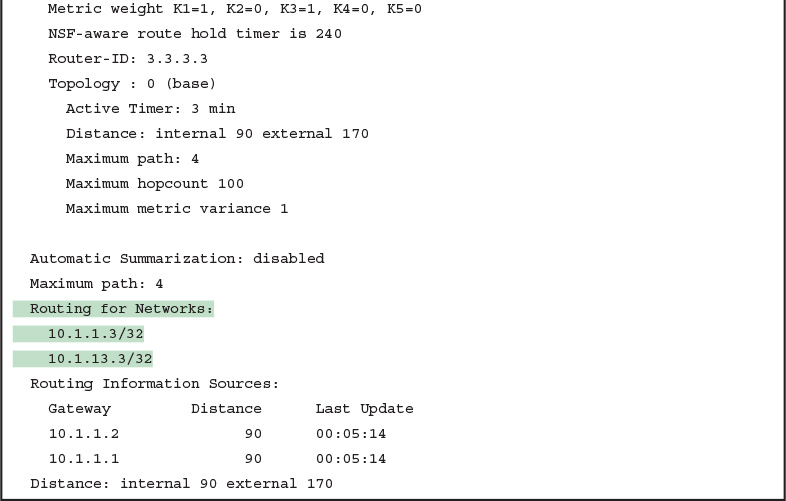 Metric weight K1=1, K2=0, K3=1, K4=0, K5=0
NSF-aware route hold timer is 240
Router-ID: 3.3.3.3
Topology : 0 (base)
Active Timer: 3 min
Distance: internal 90 external 170
Maximum path: 4
Maximum hopcount 100
Maximum metric variance 1
Automatic Summarization: disabled
Maximum path: 4
Routing for Networks:
10.1.1.3/32
10.1.13.3/32
Routing Information Sources:
Gateway Distance Last Update
10.1.1.2 90 00:05:14
10.1.1.1 90 00:05:14
Distance: internal 90 external 170